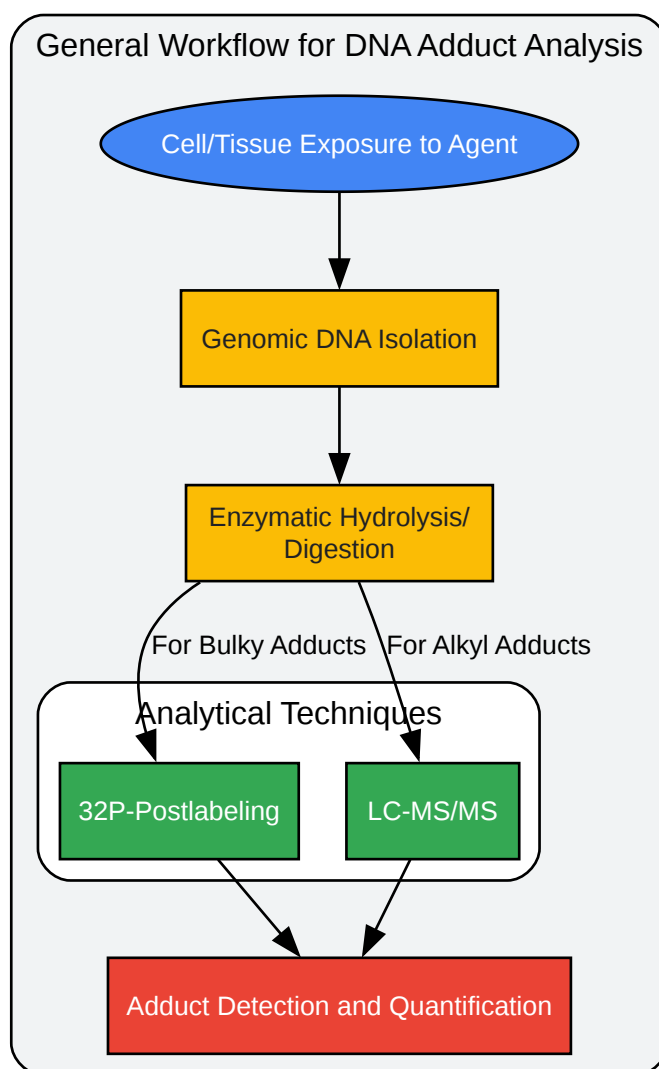 General Workflow for DNA Adduct Analysis
Cell/Tissue Exposure to Agent
Genomic DNA Isolation
Enzymatic Hydrolysis/
Digestion
For Bulky Adducts
For Alkyl Adducts
Analytical Techniques
32P-Postlabeling
LC-MS/MS
Adduct Detection and Quantification